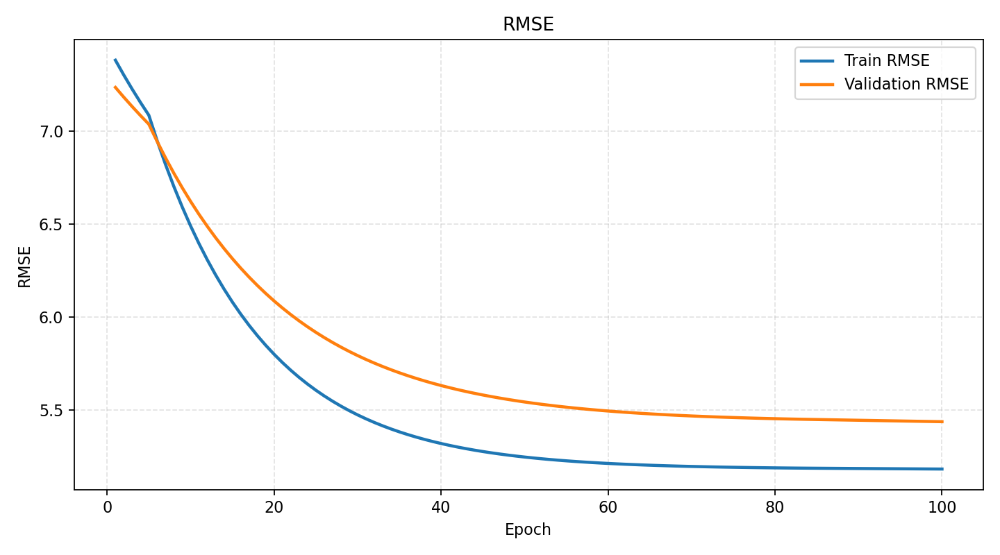 RMSE
Train RMSE
Validation RMSE
7.0
6.5
6.0
5.5
RMSE
0 20 40 60 80 100
Epoch